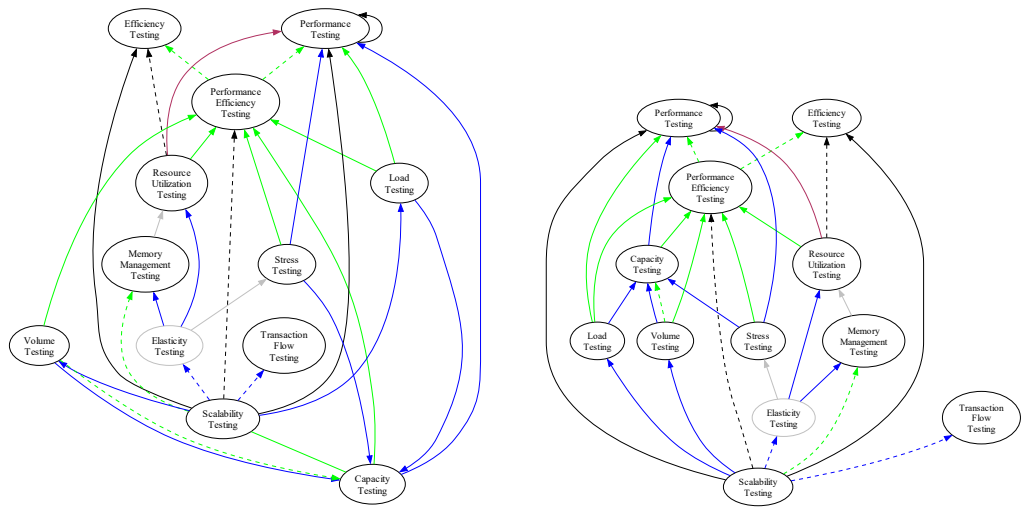 Efficiency
Testing
Performance
Testing
Performance
Efficiency
Testing
Resource
Utilization
Testing
Load
Testing
Memory
Management
Testing
Stress
Testing
Volume
Testing
Elasticity
Testing
Transaction
Flow
Testing
Scalability
Testing
Capacity
Testing
Performance
Testing
Efficiency
Testing
Performance
Efficiency
Testing
Capacity
Testing
Resource
Utilization
Testing
Load
Testing
Volume
Testing
Stress
Testing
Memory
Management
Testing
Elasticity
Testing
Transaction
Flow
Testing
Scalability
Testing